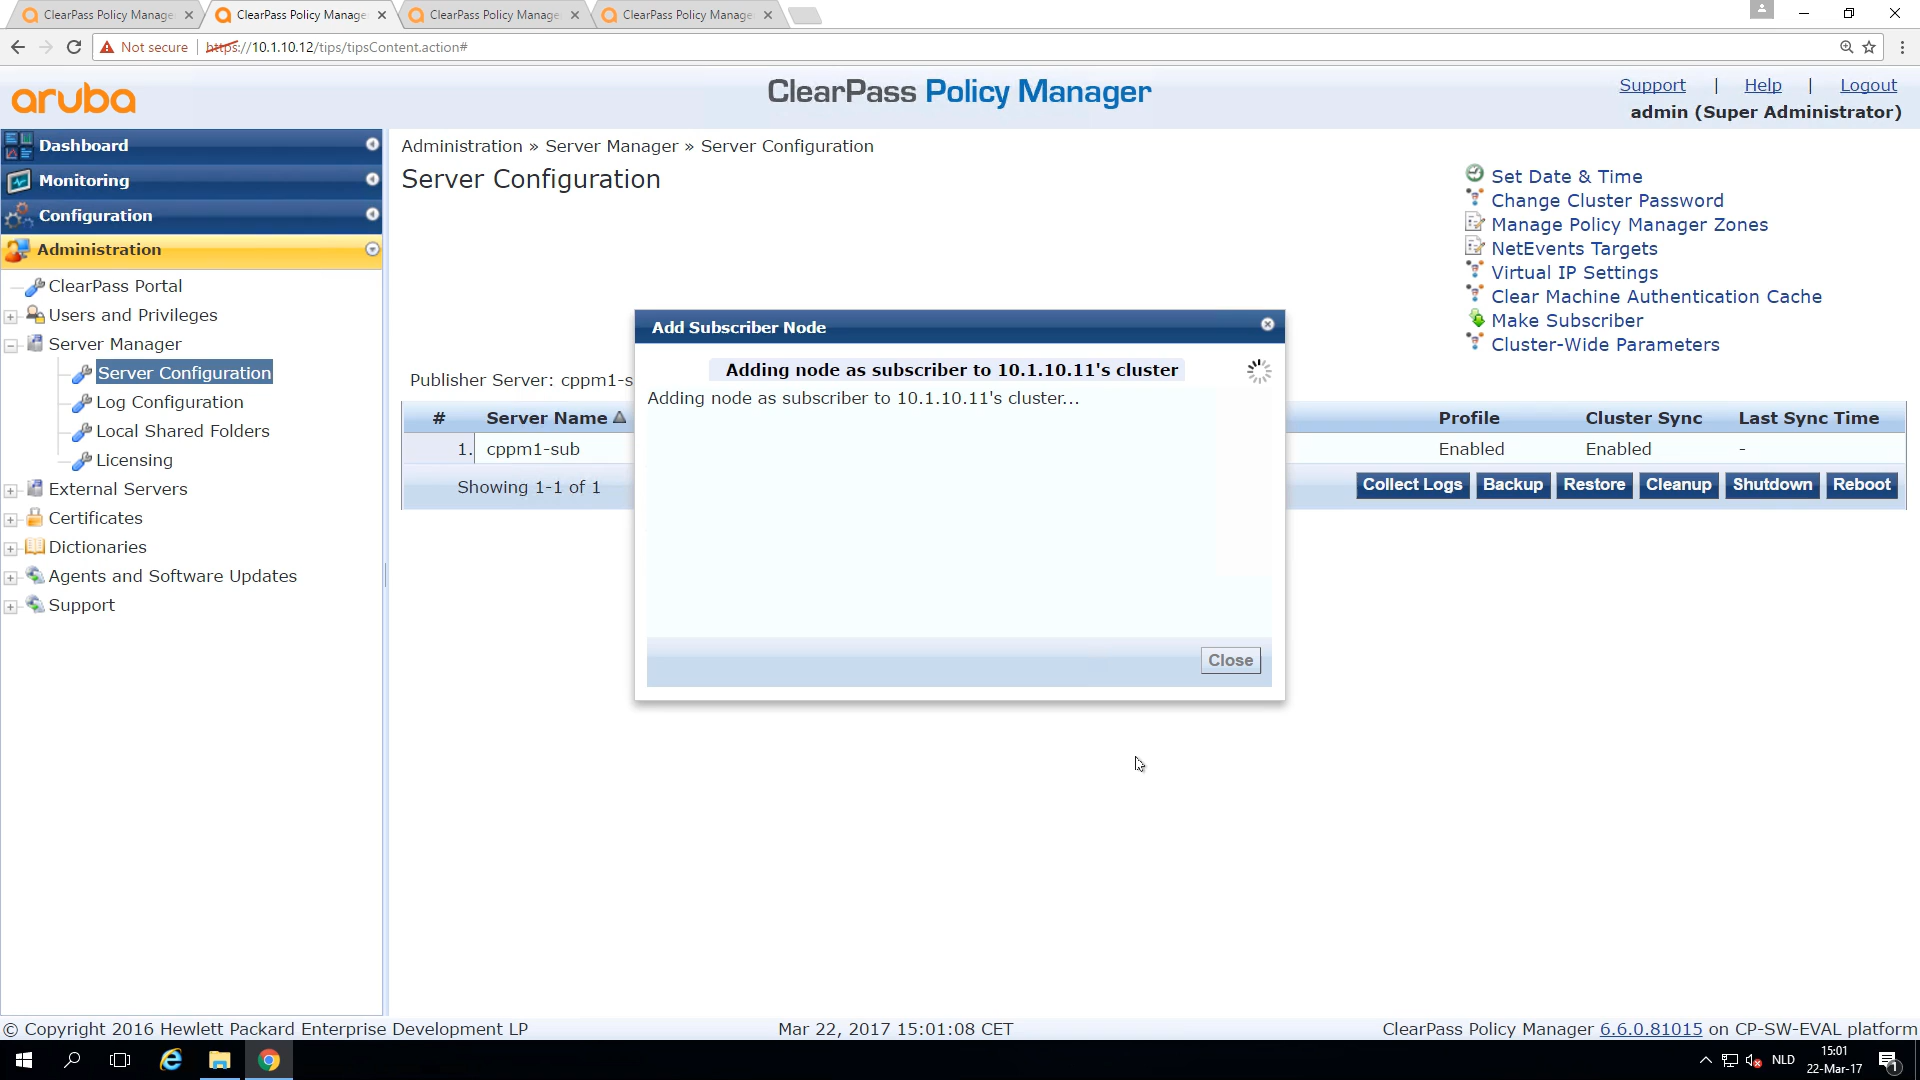 ClearPass Policy Manage
ClearPass Policy Manage
ClearPass Policy Manage
ClearPass Policy Manage
Not secure | https://10.1.10.12/tips/tipsContent.action#
aruba
ClearPass Policy Manager
Support | Help | Logout
admin (Super Administrator)
Dashboard
Monitoring
Configuration
Administration
ClearPass Portal
Users and Privileges
Server Manager
Server Configuration
Log Configuration
Local Shared Folders
Licensing
External Servers
Certificates
Dictionaries
Agents and Software Updates
Support
Administration » Server Manager » Server Configuration
Server Configuration
Set Date & Time
Change Cluster Password
Manage Policy Manager Zones
NetEvents Targets
Virtual IP Settings
Clear Machine Authentication Cache
Make Subscriber
Cluster-Wide Parameters
Publisher Server: cppm1-s
# Server Name Profile Cluster Sync Last Sync Time
1. cppm1-sub Enabled Enabled -
Showing 1-1 of 1
Collect Logs Backup Restore Cleanup Shutdown Reboot
Add Subscriber Node
Adding node as subscriber to 10.1.10.11's cluster
Adding node as subscriber to 10.1.10.11's cluster...
Close
© Copyright 2016 Hewlett Packard Enterprise Development LP
Mar 22, 2017 15:01:08 CET
ClearPass Policy Manager 6.6.0.81015 on CP-SW-EVAL platform
NLD
15:01
22-Mar-17
1